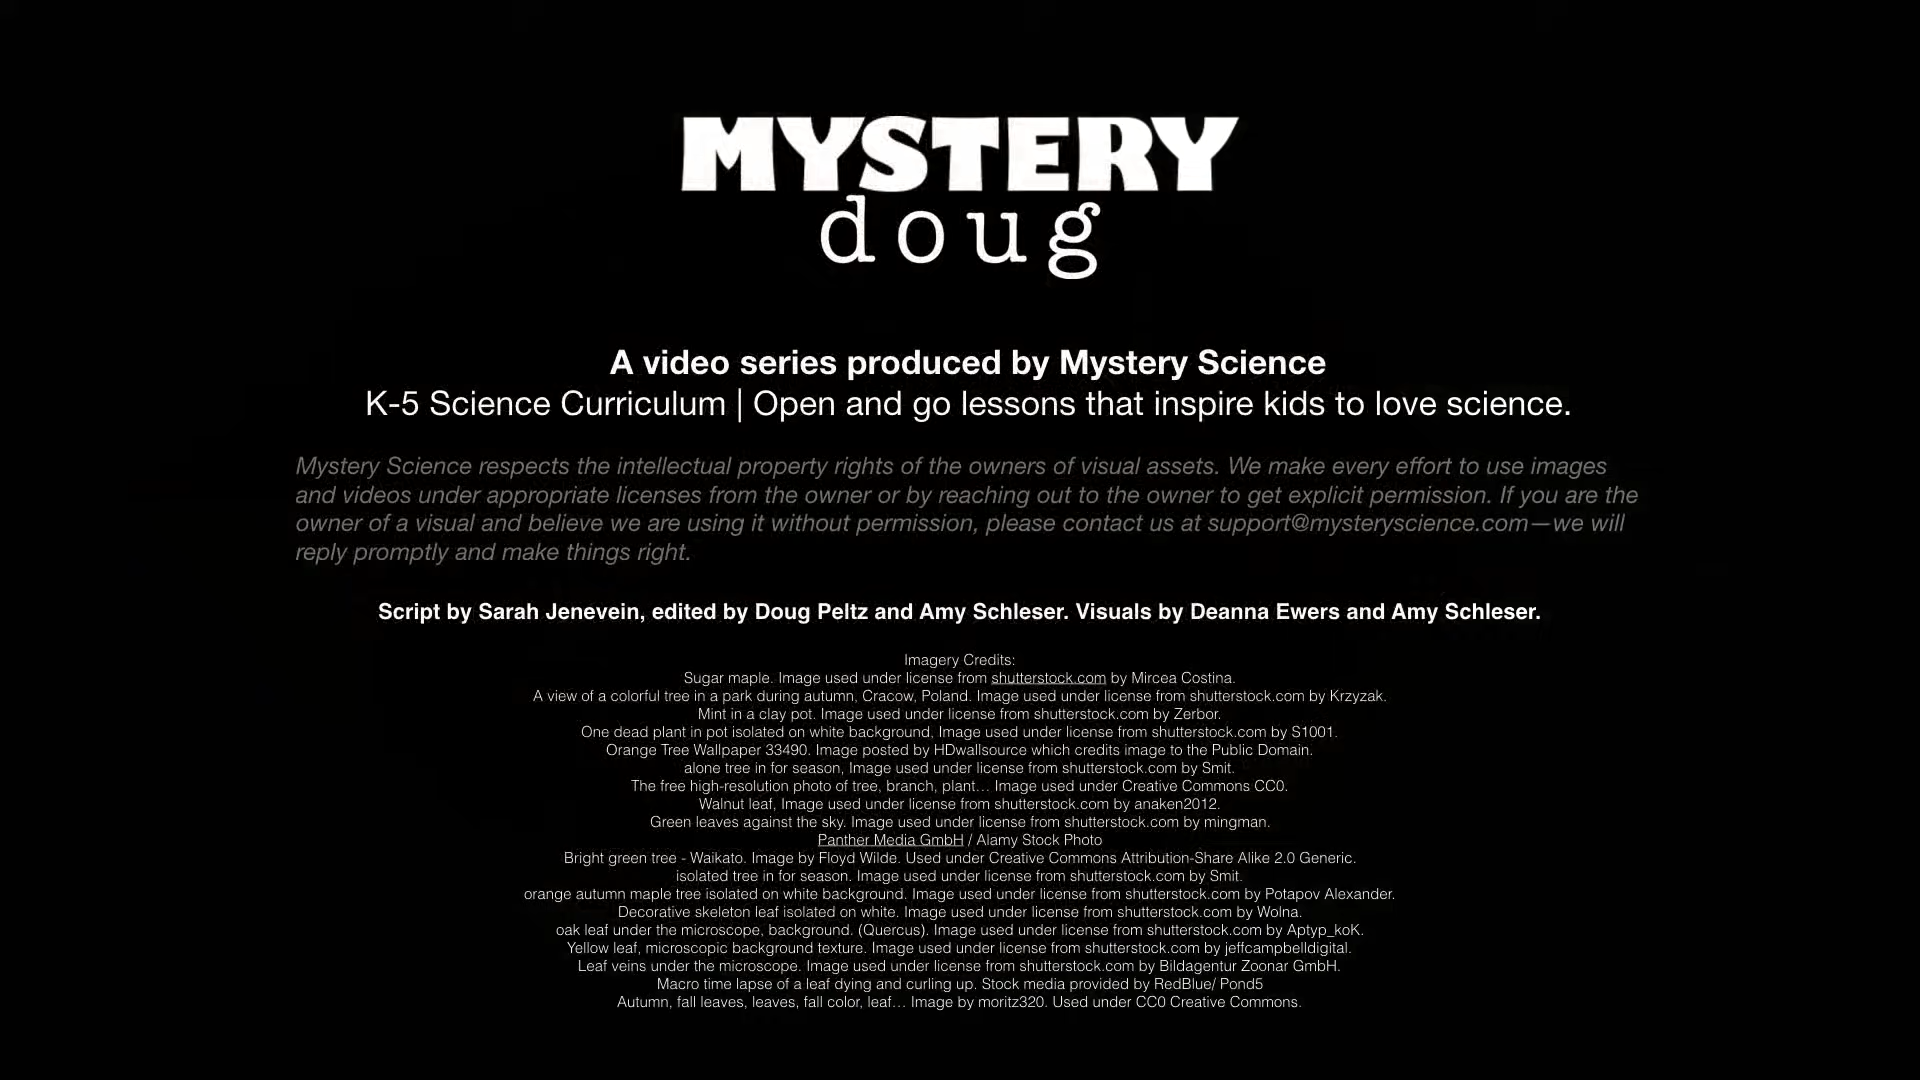 MYSTERY
doug
A video series produced by Mystery Science
K-5 Science Curriculum | Open and go lessons that inspire kids to love science.
Mystery Science respects the intellectual property rights of the owners of visual assets. We make every effort to use images
and videos under appropriate licenses from the owner or by reaching out to the owner to get explicit permission. If you are the
owner of a visual and believe we are using it without permission, please contact us at support@mysteryscience.com—we will
reply promptly and make things right.
Script by Sarah Jenevein, edited by Doug Peltz and Amy Schleser. Visuals by Deanna Ewers and Amy Schleser.
Imagery Credits:
Sugar maple. Image used under license from shutterstock.com by Mircea Costina.
A view of a colorful tree in a park during autumn, Cracow, Poland. Image used under license from shutterstock.com by Krzyzak.
Mint in a clay pot. Image used under license from shutterstock.com by Zerbor.
One dead plant in pot isolated on white background. Image used under license from shutterstock.com by S1001.
Orange Tree Wallpaper 33490. Image posted by HDwallsource which credits image to the Public Domain.
alone tree in for season, Image used under license from shutterstock.com by Smit.
The free high-resolution photo of tree, branch, plant… Image used under Creative Commons CC0.
Walnut leaf, Image used under license from shutterstock.com by anaken2012.
Green leaves against the sky. Image used under license from shutterstock.com by mingman.
Panther Media GmbH / Alamy Stock Photo
Bright green tree - Waikato. Image by Floyd Wilde. Used under Creative Commons Attribution-Share Alike 2.0 Generic.
isolated tree in for season. Image used under license from shutterstock.com by Smit.
orange autumn maple tree isolated on white background. Image used under license from shutterstock.com by Potapov Alexander.
Decorative skeleton leaf isolated on white. Image used under license from shutterstock.com by Wolna.
oak leaf under the microscope, background. (Quercus). Image used under license from shutterstock.com by Aptyp_koK.
Yellow leaf, microscopic background texture. Image used under license from shutterstock.com by jeffcampbelldigital.
Leaf veins under the microscope. Image used under license from shutterstock.com by Bildagentur Zoonar GmbH.
Macro time lapse of a leaf dying and curling up. Stock media provided by RedBlue/ Pond5
Autumn, fall leaves, leaves, fall color, leaf… Image by moritz320. Used under CC0 Creative Commons.